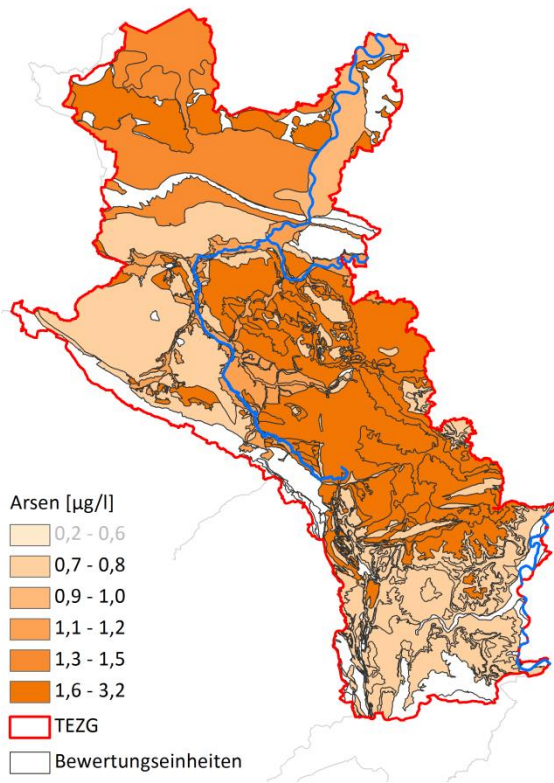 Arsen [µg/l]
0,2 - 0,6
0,7 - 0,8
0,9 - 1,0
1,1 - 1,2
1,3 - 1,5
1,6 - 3,2
TEZG
Bewertungseinheiten